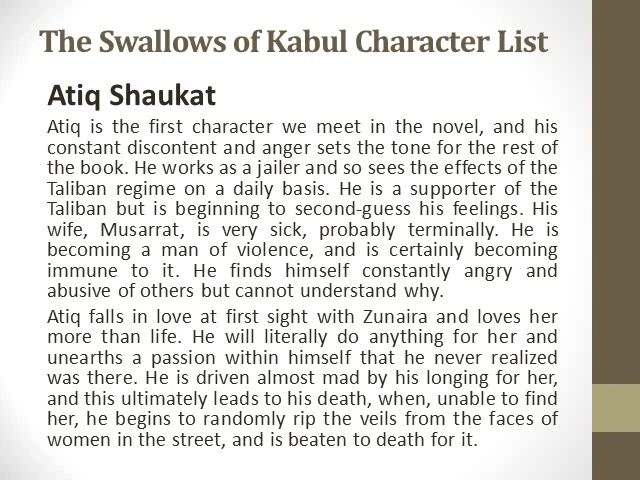 The Swallows of Kabul Character List
Atiq Shaukat
Atiq is the first character we meet in the novel, and his
constant discontent and anger sets the tone for the rest of
the book. He works as a jailer and so sees the effects of the
Taliban regime on a daily basis. He is a supporter of the
Taliban but is beginning to second-guess his feelings. His
wife, Musarrat, is very sick, probably terminally. He is
becoming a man of violence, and is certainly becoming
immune to it. He finds himself constantly angry and
abusive of others but cannot understand why.
Atiq falls in love at first sight with Zunaira and loves her
more than life. He will literally do anything for her and
unearths a passion within himself that he never realized
was there. He is driven almost mad by his longing for her,
and this ultimately leads to his death, when, unable to find
her, he begins to randomly rip the veils from the faces of
women in the street, and is beaten to death for it.